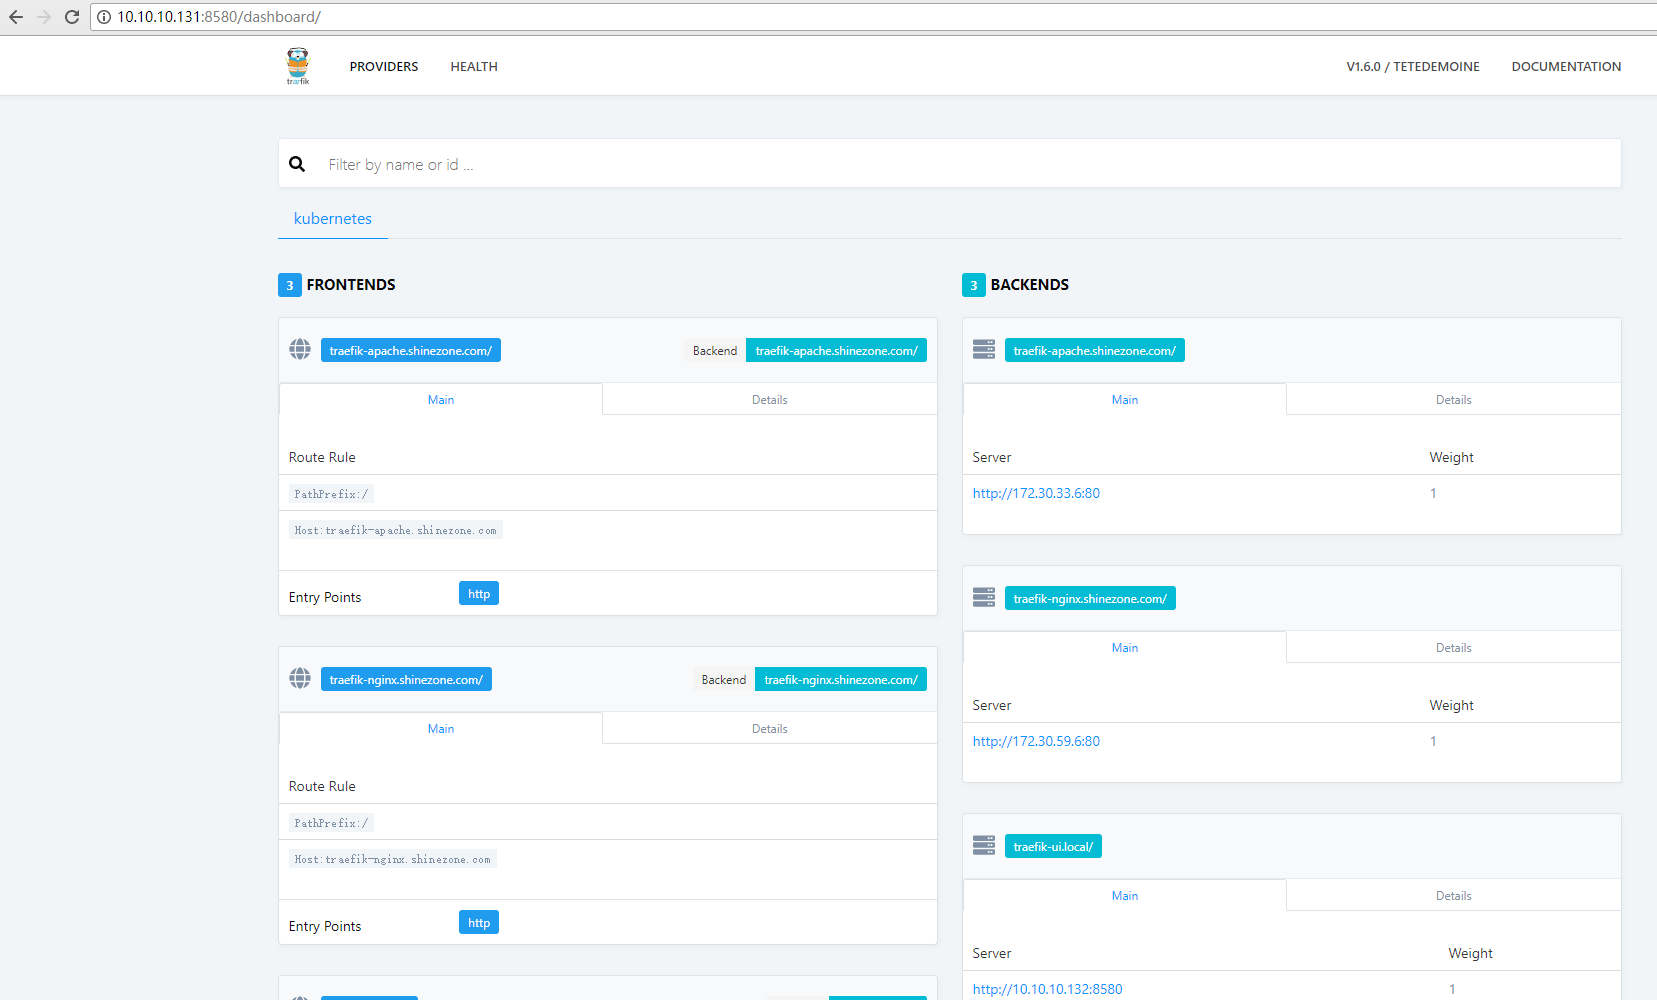 10.10.10.131:8580/dashboard/
træfik
PROVIDERS
HEALTH
V1.6.0 / TETEDEMOINE
DOCUMENTATION
Filter by name or id ...
kubernetes
3 FRONTENDS
traefik-apache.shinezone.com/
Backend traefik-apache.shinezone.com/
Main
Details
Route Rule
PathPrefix:/
Host:traefik-apache.shinezone.com
Entry Points
http
traefik-nginx.shinezone.com/
Backend traefik-nginx.shinezone.com/
Main
Details
Route Rule
PathPrefix:/
Host:traefik-nginx.shinezone.com
Entry Points
http
3 BACKENDS
traefik-apache.shinezone.com/
Main
Details
Server
Weight
http://172.30.33.6:80
1
traefik-nginx.shinezone.com/
Main
Details
Server
Weight
http://172.30.59.6:80
1
traefik-ui.local/
Main
Details
Server
Weight
http://10.10.10.132:8580
1